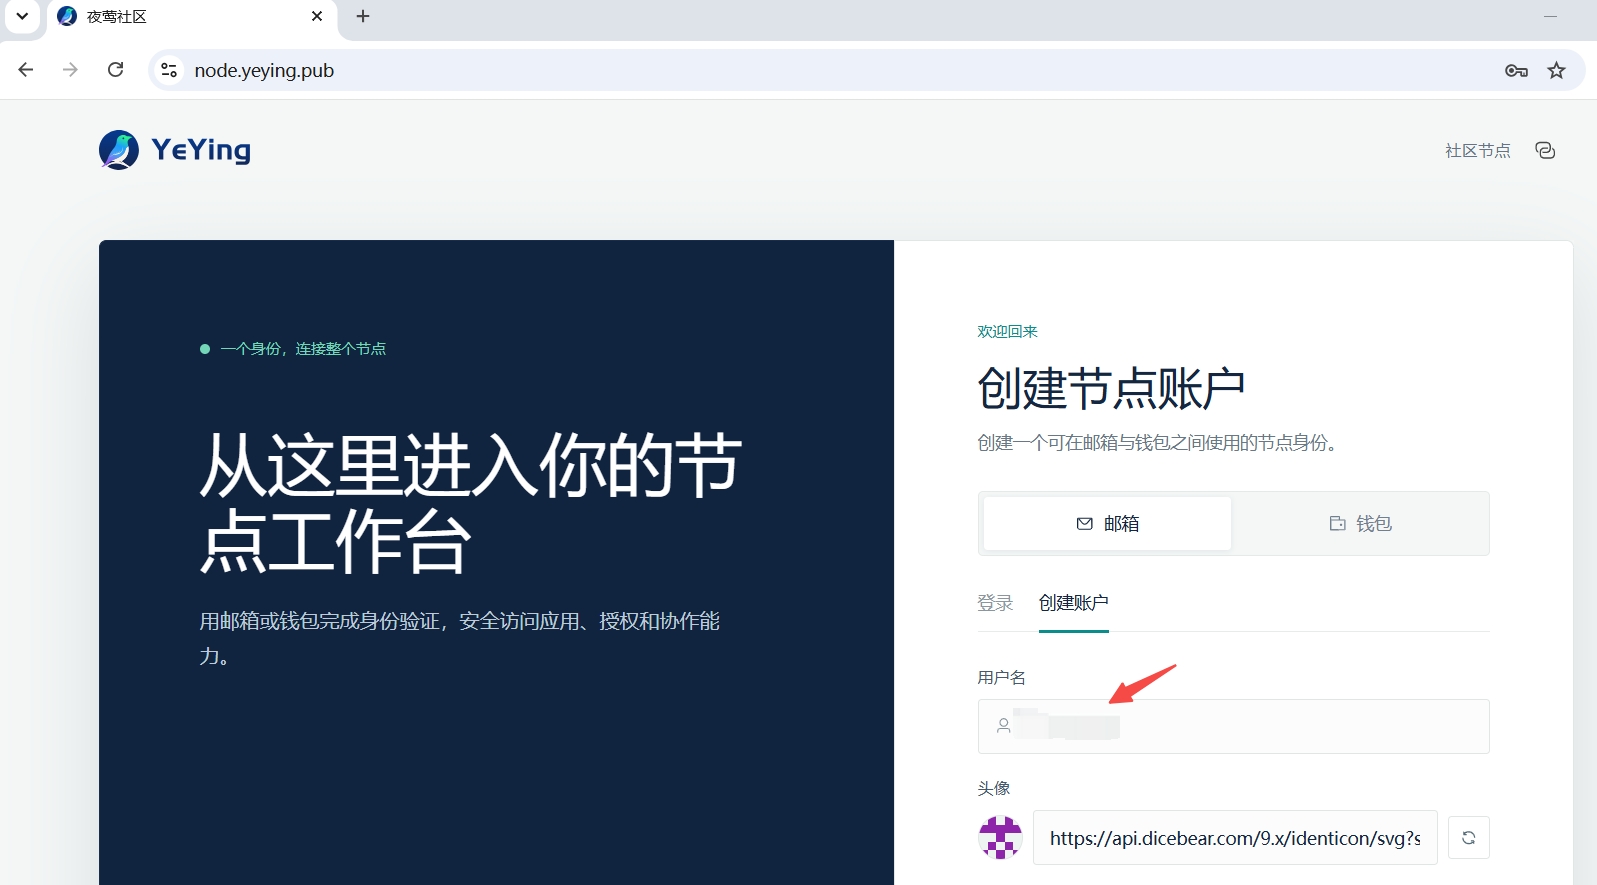 夜莺社区
node.yeying.pub
YeYing
社区节点
一个身份，连接整个节点
从这里进入你的节
点工作台
用邮箱或钱包完成身份验证，安全访问应用、授权和协作能
力。
欢迎回来
创建节点账户
创建一个可在邮箱与钱包之间使用的节点身份。
邮箱
钱包
登录
创建账户
用户名
头像
https://api.dicebear.com/9.x/identicon/svg?s